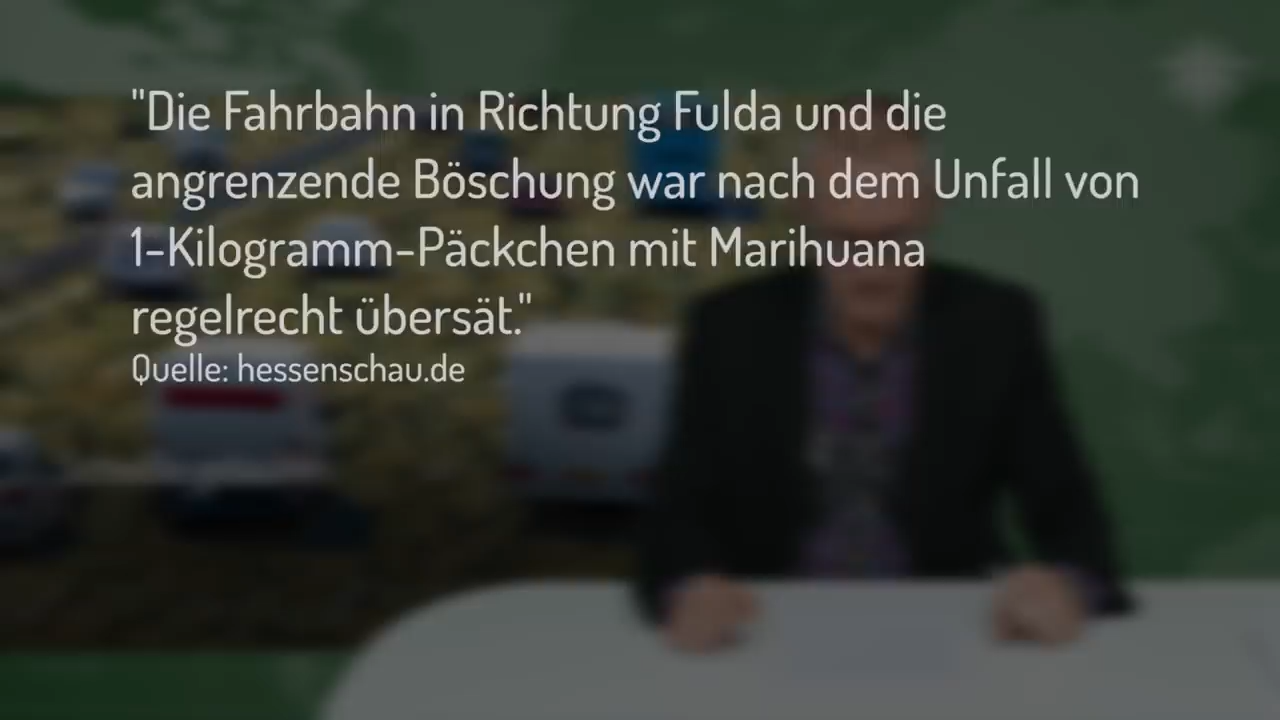 "Die Fahrbahn in Richtung Fulda und die
angrenzende Böschung war nach dem Unfall von
1-Kilogramm-Päckchen mit Marihuana
regelrecht übersät."
Quelle: hessenschau.de